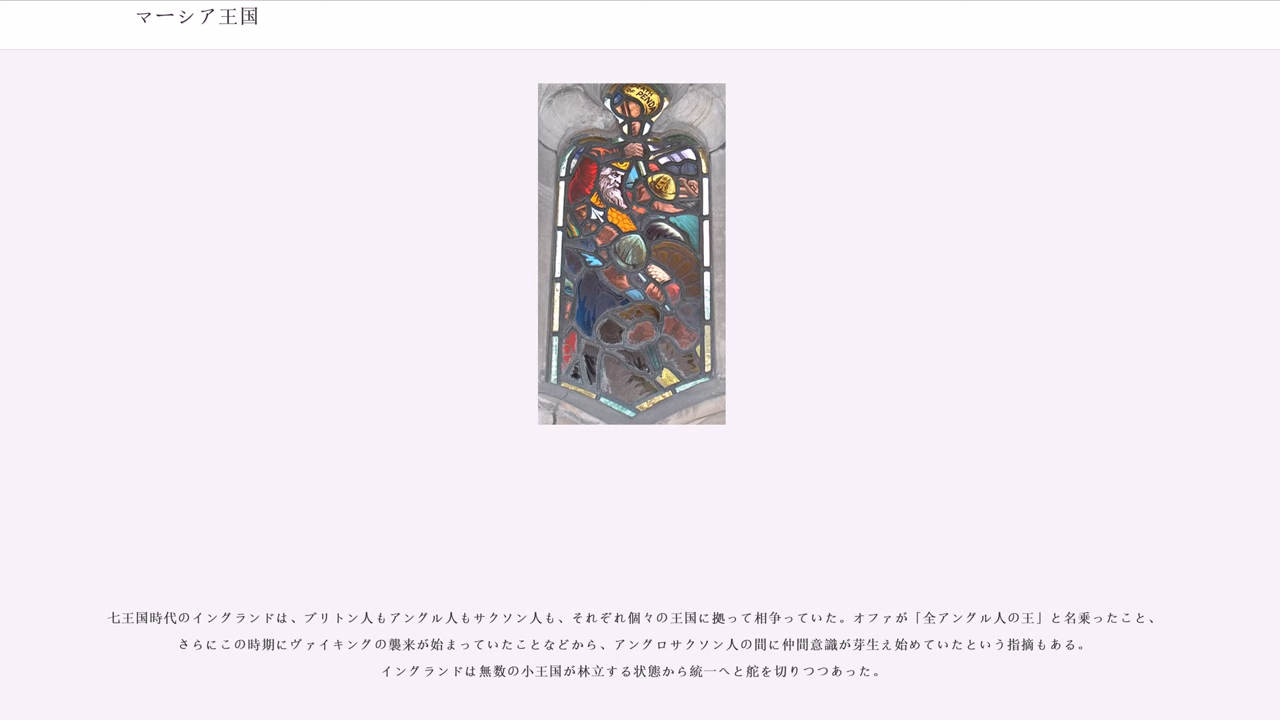 マーシア王国
OF PENDA
七王国時代のイングランドは、ブリトン人もアングル人もサクソン人も、それぞれ個々の王国に拠って相争っていた。オファが「全アングル人の王」と名乗ったこと、
さらにこの時期にヴァイキングの襲来が始まっていたことなどから、アングロサクソン人の間に仲間意識が芽生え始めていたという指摘もある。
イングランドは無数の小王国が林立する状態から統一へと舵を切りつつあった。